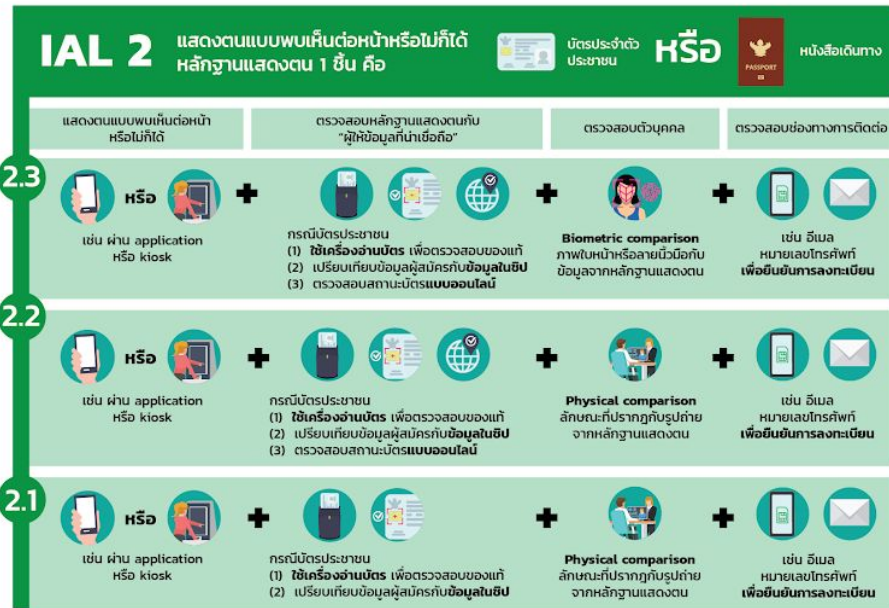 IAL 2
แสดงตนแบบพบเห็นต่อหน้าหรือไม่ก็ได้
หลักฐานแสดงตน 1 ชิ้น คือ
บัตรประจำตัว
ประชาชน
หรือ
PASSPORT
หนังสือเดินทาง
แสดงตนแบบพบเห็นต่อหน้า
หรือไม่ก็ได้
ตรวจสอบหลักฐานแสดงตนกับ
"ผู้ให้ข้อมูลที่น่าเชื่อถือ"
ตรวจสอบตัวบุคคล
ตรวจสอบช่องทางการติดต่อ
2.3
หรือ
เช่น ผ่าน application
หรือ kiosk
กรณีบัตรประชาชน
(1) ใช้เครื่องอ่านบัตร เพื่อตรวจสอบของแท้
(2) เปรียบเทียบข้อมูลผู้สมัครกับข้อมูลในชิป
(3) ตรวจสอบสถานะบัตรแบบออนไลน์
Biometric comparison
ภาพใบหน้าหรือลายนิ้วมือกับ
ข้อมูลจากหลักฐานแสดงตน
เช่น อีเมล
หมายเลขโทรศัพท์
เพื่อยืนยันการลงทะเบียน
2.2
หรือ
เช่น ผ่าน application
หรือ kiosk
กรณีบัตรประชาชน
(1) ใช้เครื่องอ่านบัตร เพื่อตรวจสอบของแท้
(2) เปรียบเทียบข้อมูลผู้สมัครกับข้อมูลในชิป
(3) ตรวจสอบสถานะบัตรแบบออนไลน์
Physical comparison
ลักษณะที่ปรากฏกับรูปถ่าย
จากหลักฐานแสดงตน
เช่น อีเมล
หมายเลขโทรศัพท์
เพื่อยืนยันการลงทะเบียน
2.1
หรือ
เช่น ผ่าน application
หรือ kiosk
กรณีบัตรประชาชน
(1) ใช้เครื่องอ่านบัตร เพื่อตรวจสอบของแท้
(2) เปรียบเทียบข้อมูลผู้สมัครกับข้อมูลในชิป
Physical comparison
ลักษณะที่ปรากฏกับรูปถ่าย
จากหลักฐานแสดงตน
เช่น อีเมล
หมายเลขโทรศัพท์
เพื่อยืนยันการลงทะเบียน